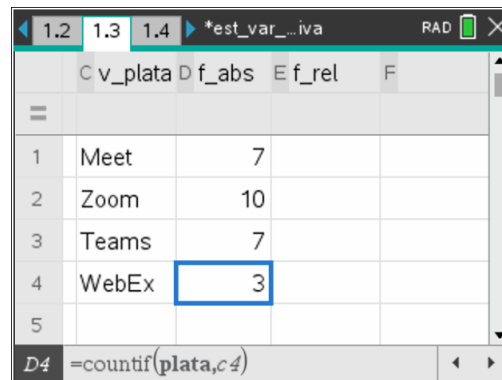 1.2 1.3 1.4 *est_var_…iva RAD
C v_plata D f_abs E f_rel F
=
1 Meet 7
2 Zoom 10
3 Teams 7
4 WebEx 3
5
D4 =countif(plata,c4)